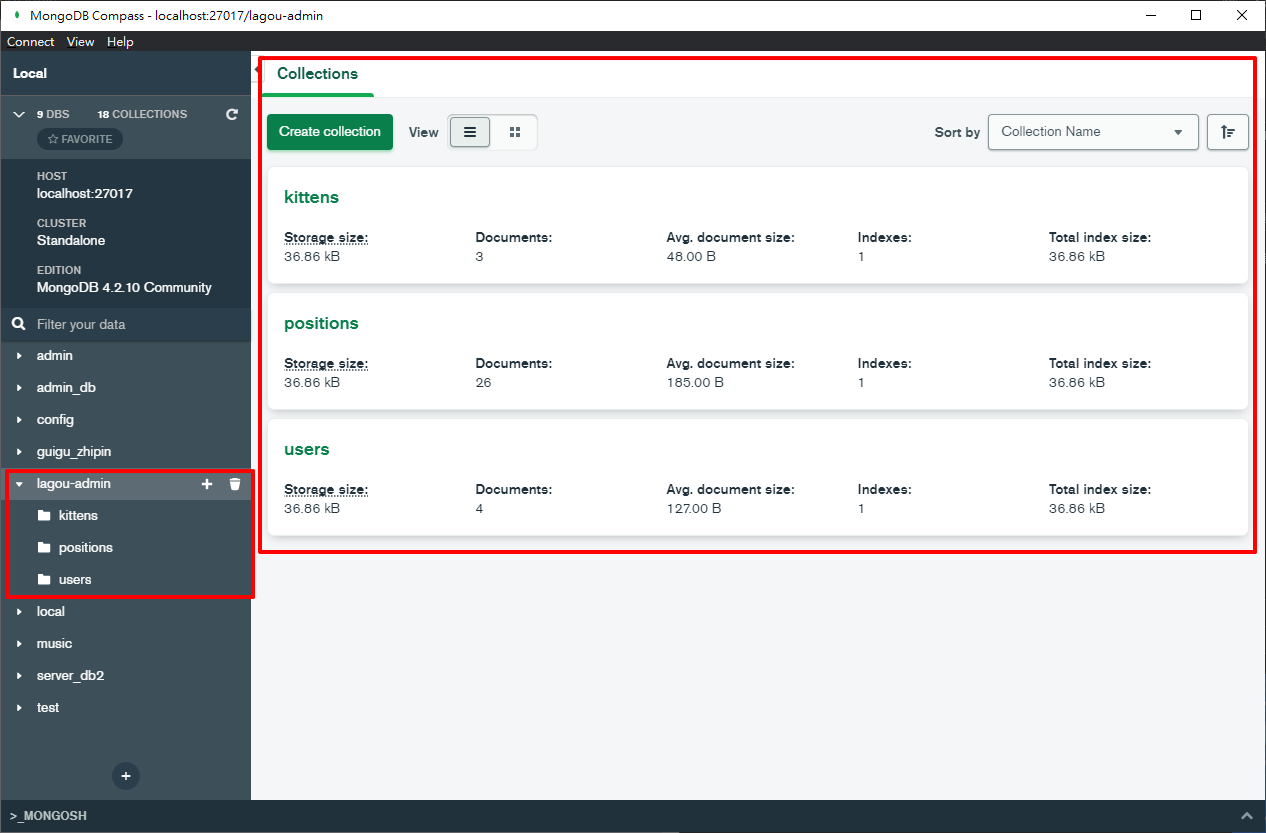 MongoDB Compass - localhost:27017/lagou-admin
Connect View Help
Local
9 DBS 18 COLLECTIONS
FAVORITE
HOST
localhost:27017
CLUSTER
Standalone
EDITION
MongoDB 4.2.10 Community
Filter your data
admin
admin_db
config
guigu_zhipin
lagou-admin
kittens
positions
users
local
music
server_db2
test
Collections
Create collection View Sort by Collection Name
kittens
Storage size: Documents: Avg. document size: Indexes: Total index size:
36.86 kB 3 48.00 B 1 36.86 kB
positions
Storage size: Documents: Avg. document size: Indexes: Total index size:
36.86 kB 26 185.00 B 1 36.86 kB
users
Storage size: Documents: Avg. document size: Indexes: Total index size:
36.86 kB 4 127.00 B 1 36.86 kB
>_MONGOSH